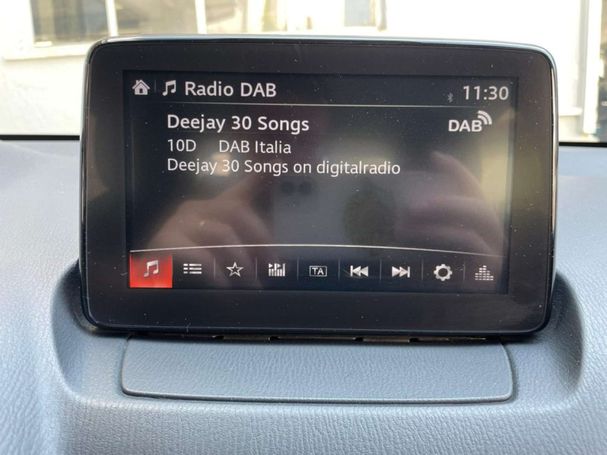 Radio DAB 11:30
Deejay 30 Songs DAB
10D DAB Italia
Deejay 30 Songs on digitalradio
TA